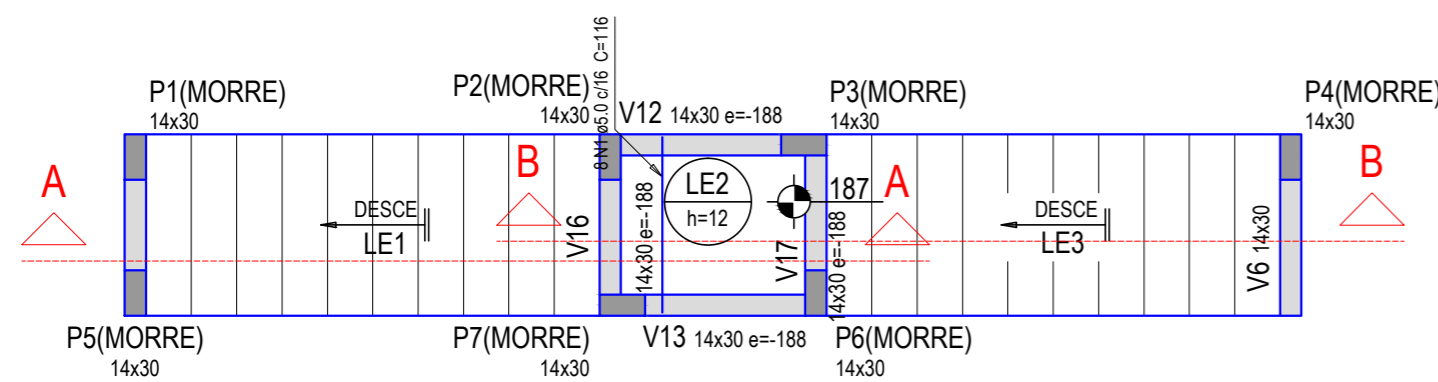 8 N1 ø5.0 c/16 C=116
P1(MORRE)
14x30
P2(MORRE)
14x30
V12 14x30 e=-188
P3(MORRE)
14x30
P4(MORRE)
14x30
A
B
LE2
h=12
187
A
B
DESCE
LE1
V16
14x30 e=-188
V17
14x30 e=-188
DESCE
LE3
V6 14x30
P5(MORRE)
14x30
P7(MORRE)
14x30
V13 14x30 e=-188
P6(MORRE)
14x30